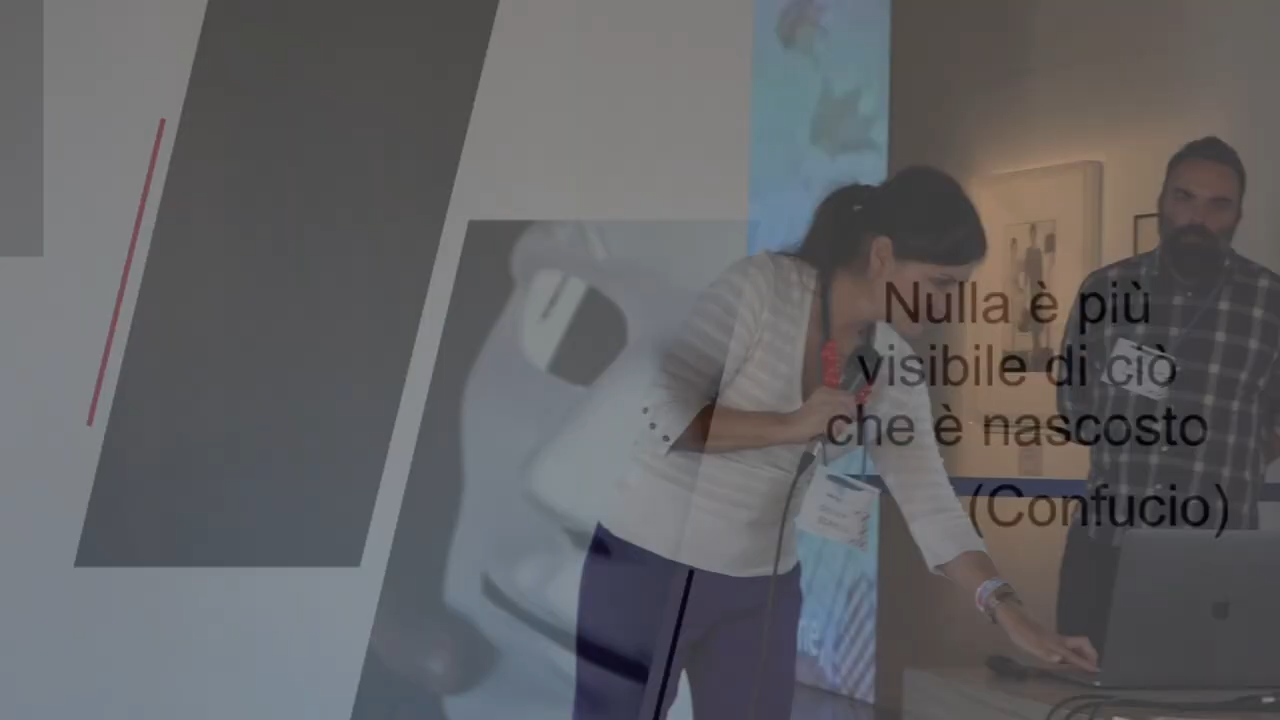 Nulla è più
visibile di ciò
che è nascosto
(Confucio)